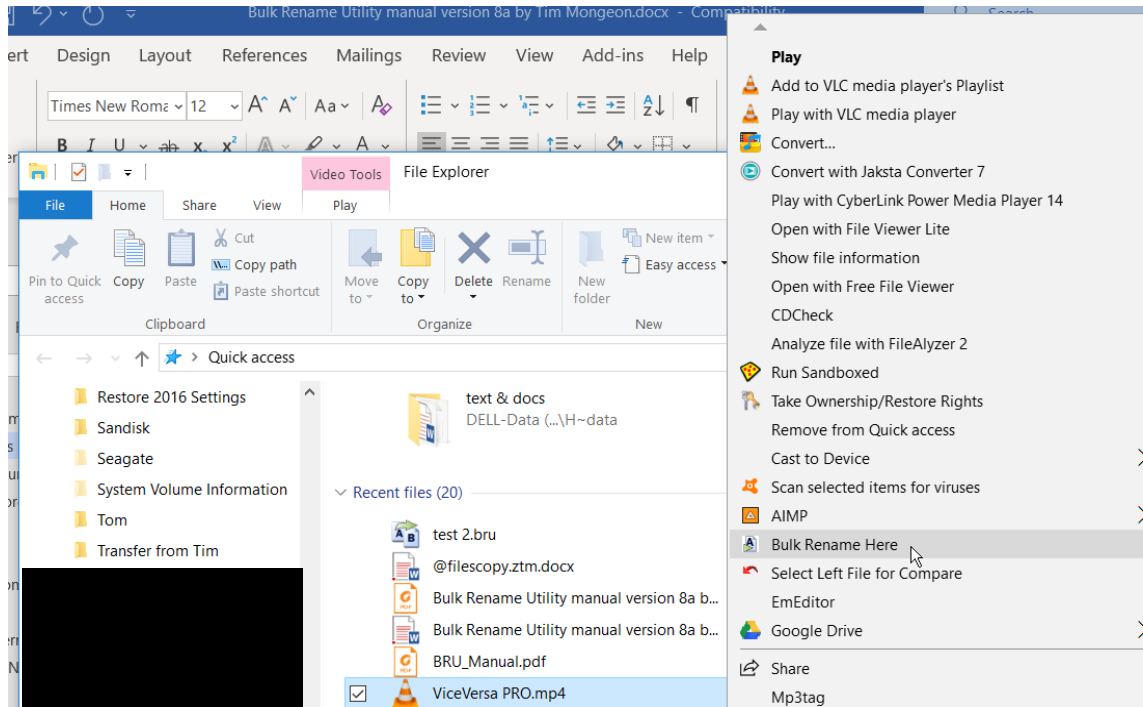 Bulk Rename Utility manual version 8a by Tim Mongeon.docx - Compatibility
Search
ert Design Layout References Mailings Review View Add-ins Help
Times New Roma 12 A^ A˅ Aa A
B I U ab x x² A A
Video Tools File Explorer
File Home Share View Play
Pin to Quick access
Copy
Paste
Cut
Copy path
Paste shortcut
Move to
Copy to
Delete
Rename
New folder
New item
Easy access
Clipboard Organize New
Quick access
Restore 2016 Settings
Sandisk
Seagate
System Volume Information
Tom
Transfer from Tim
text & docs
DELL-Data (...\H~data
Recent files (20)
test 2.bru
@filescopy.ztm.docx
Bulk Rename Utility manual version 8a b...
Bulk Rename Utility manual version 8a b...
BRU_Manual.pdf
ViceVersa PRO.mp4
Play
Add to VLC media player's Playlist
Play with VLC media player
Convert...
Convert with Jaksta Converter 7
Play with CyberLink Power Media Player 14
Open with File Viewer Lite
Show file information
Open with Free File Viewer
CDCheck
Analyze file with FileAlyzer 2
Run Sandboxed
Take Ownership/Restore Rights
Remove from Quick access
Cast to Device
Scan selected items for viruses
AIMP
Bulk Rename Here
Select Left File for Compare
EmEditor
Google Drive
Share
Mp3tag